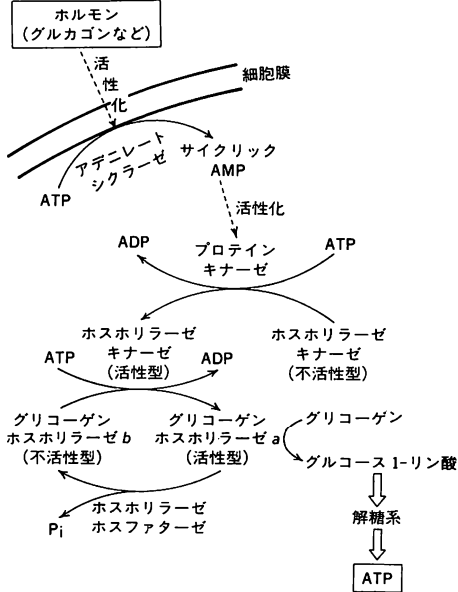 ホルモン
(グルカゴンなど)
活性化
細胞膜
アデニレート
シクラーゼ
サイクリック
AMP
ATP
活性化
ADP
プロテイン
キナーゼ
ATP
ホスホリラーゼ
キナーゼ
(活性型)
ホスホリラーゼ
キナーゼ
(不活性型)
ATP
ADP
グリコーゲン
ホスホリラーゼb
(不活性型)
グリコーゲン
ホスホリラーゼa
(活性型)
グリコーゲン
グルコース1-リン酸
ホスホリラーゼ
ホスファターゼ
Pi
解糖系
ATP